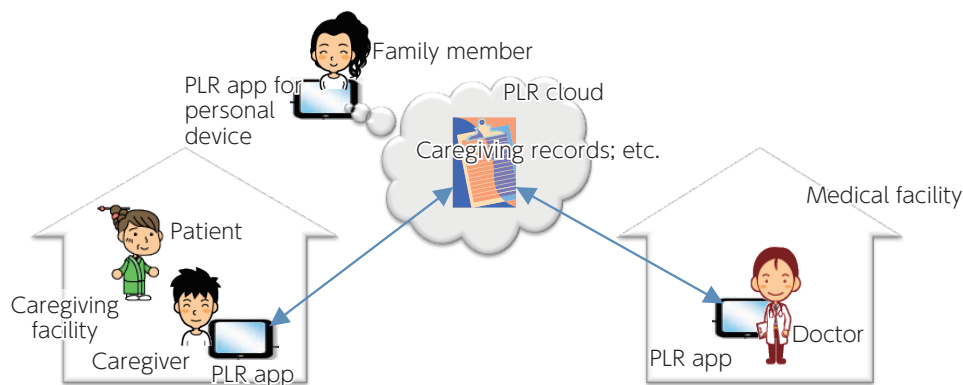 Family member
PLR app for
personal
device
PLR cloud
Caregiving records; etc.
Medical facility
Patient
Caregiving
facility
Caregiver
PLR app
Doctor
PLR app